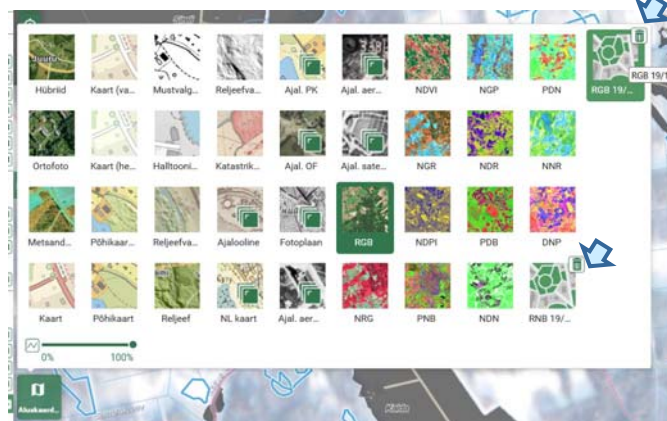 RGB 19/1
Hübriid
Kaart (va...
Mustvalg...
Reljeefva...
Ajal. PK
Ajal. aer...
NDVI
NGP
PDN
RGB 19/...
Ortofoto
Kaart (he...
Halltooni...
Katastrik...
Ajal. OF
Ajal. sate...
NGR
NDR
NNR
Metsand...
Põhikaar...
Reljeefva...
Ajalooline
Fotoplaan
RGB
NDPI
PDB
DNP
Kaart
Põhikaart
Reljeef
NL kaart
Ajal. aer...
NRG
PNB
NDN
RNB 19/...
0%
100%
Aluskaard...